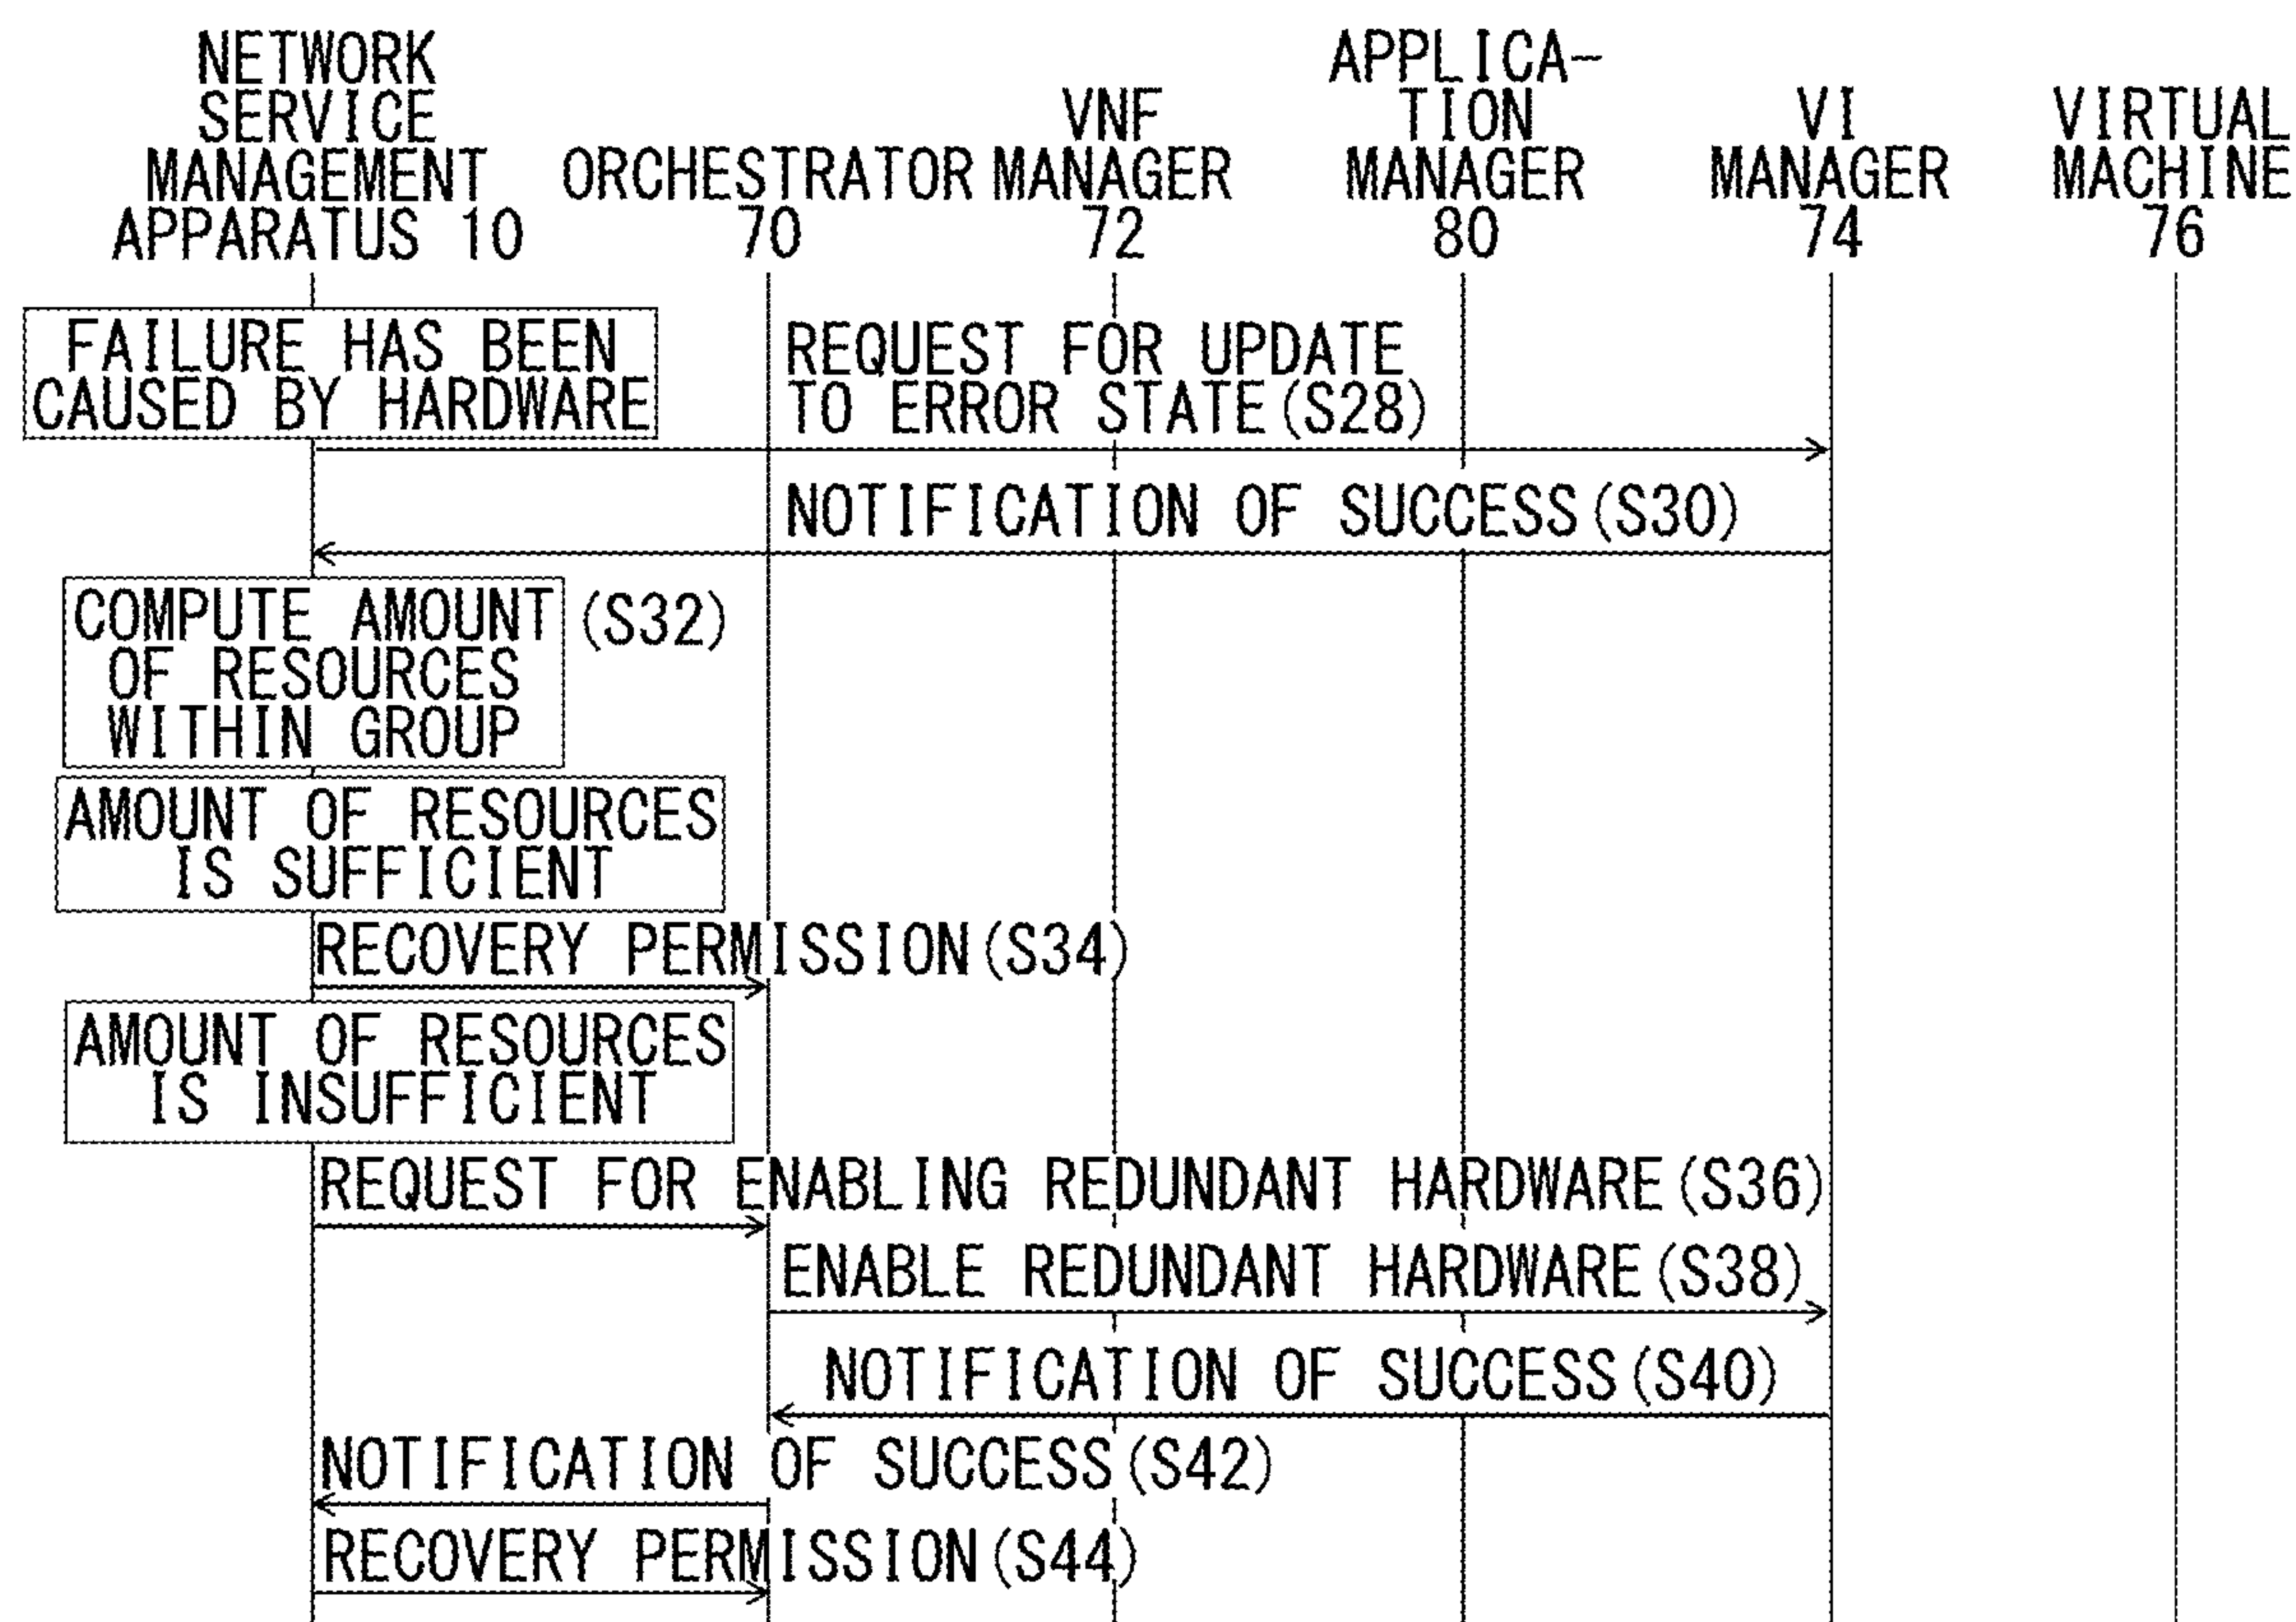 NETWORK
SERVICE
MANAGEMENT
APPARATUS 10
ORCHESTRATOR
70
VNF
MANAGER
72
APPLICA-
TION
MANAGER
80
VI
MANAGER
74
VIRTUAL
MACHINE
76
FAILURE HAS BEEN
CAUSED BY HARDWARE
REQUEST FOR UPDATE
TO ERROR STATE(S28)
NOTIFICATION OF SUCCESS(S30)
COMPUTE AMOUNT
OF RESOURCES
WITHIN GROUP
(S32)
AMOUNT OF RESOURCES
IS SUFFICIENT
RECOVERY PERMISSION(S34)
AMOUNT OF RESOURCES
IS INSUFFICIENT
REQUEST FOR ENABLING REDUNDANT HARDWARE(S36)
ENABLE REDUNDANT HARDWARE(S38)
NOTIFICATION OF SUCCESS(S40)
NOTIFICATION OF SUCCESS(S42)
RECOVERY PERMISSION(S44)